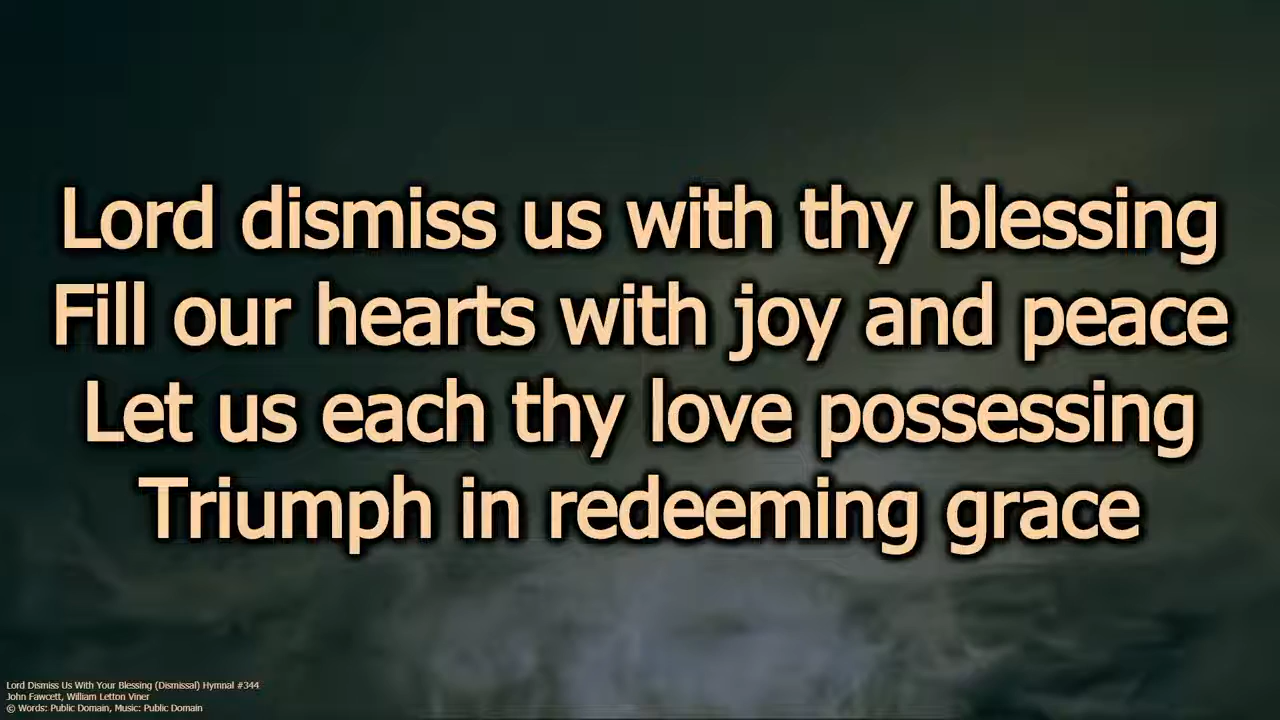 Lord dismiss us with thy blessing
Fill our hearts with joy and peace
Let us each thy love possessing
Triumph in redeeming grace
Lord Dismiss Us With Your Blessing (Dismissal) Hymnal #344
John Fawcett, William Letton Viner
© Words: Public Domain, Music: Public Domain